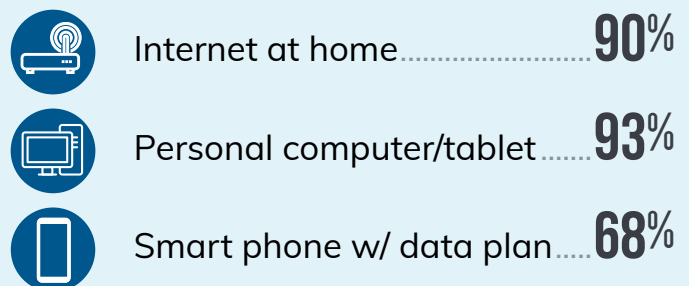 Internet at home.........................90%
Personal computer/tablet.......93%
Smart phone w/ data plan.....68%